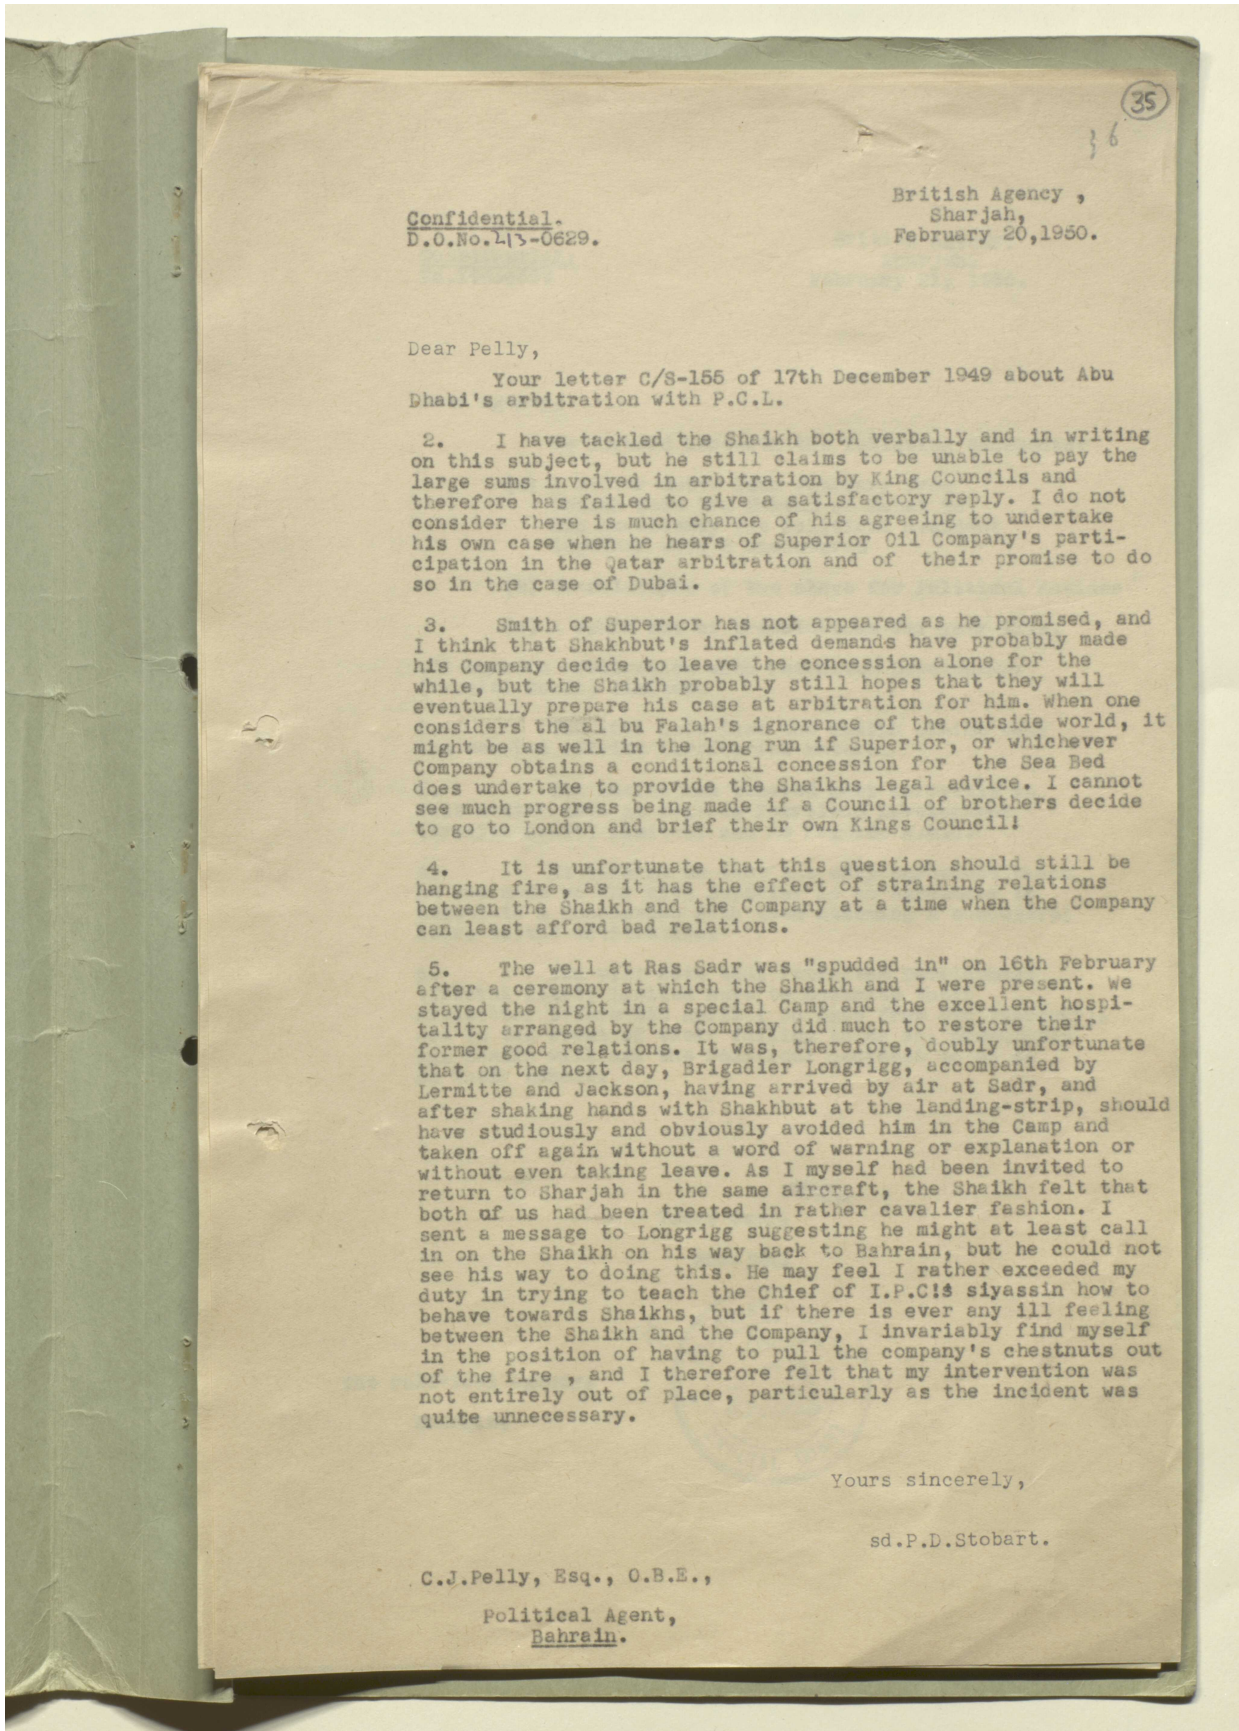 35
36
British Agency ,
Sharjah,
February 20,1950.
Confidential.
D.O.No.213-0629.
Dear Pelly,
Your letter C/S-155 of 17th December 1949 about Abu
Dhabi's arbitration with P.C.L.
2. I have tackled the Shaikh both verbally and in writing
on this subject, but he still claims to be unable to pay the
large sums involved in arbitration by King Councils and
therefore has failed to give a satisfactory reply. I do not
consider there is much chance of his agreeing to undertake
his own case when he hears of Superior Oil Company's parti-
cipation in the Qatar arbitration and of their promise to do
so in the case of Dubai.
3. Smith of Superior has not appeared as he promised, and
I think that Shakhbut's inflated demands have probably made
his Company decide to leave the concession alone for the
while, but the Shaikh probably still hopes that they will
eventually prepare his case at arbitration for him. When one
considers the al bu Falah's ignorance of the outside world, it
might be as well in the long run if Superior, or whichever
Company obtains a conditional concession for the Sea Bed
does undertake to provide the Shaikhs legal advice. I cannot
see much progress being made if a Council of brothers decide
to go to London and brief their own Kings Council!
4. It is unfortunate that this question should still be
hanging fire, as it has the effect of straining relations
between the Shaikh and the Company at a time when the Company
can least afford bad relations.
5. The well at Ras Sadr was "spudded in" on 16th February
after a ceremony at which the Shaikh and I were present. We
stayed the night in a special Camp and the excellent hospi-
tality arranged by the Company did much to restore their
former good relations. It was, therefore, doubly unfortunate
that on the next day, Brigadier Longrigg, accompanied by
Lermitte and Jackson, having arrived by air at Sadr, and
after shaking hands with Shakhbut at the landing-strip, should
have studiously and obviously avoided him in the Camp and
taken off again without a word of warning or explanation or
without even taking leave. As I myself had been invited to
return to Sharjah in the same aircraft, the Shaikh felt that
both of us had been treated in rather cavalier fashion. I
sent a message to Longrigg suggesting he might at least call
in on the Shaikh on his way back to Bahrain, but he could not
see his way to doing this. He may feel I rather exceeded my
duty in trying to teach the Chief of I.P.C!s siyassin how to
behave towards Shaikhs, but if there is ever any ill feeling
between the Shaikh and the Company, I invariably find myself
in the position of having to pull the company's chestnuts out
of the fire , and I therefore felt that my intervention was
not entirely out of place, particularly as the incident was
quite unnecessary.
Yours sincerely,
sd.P.D.Stobart.
C.J.Pelly, Esq., O.B.E.,
Political Agent,
Bahrain.